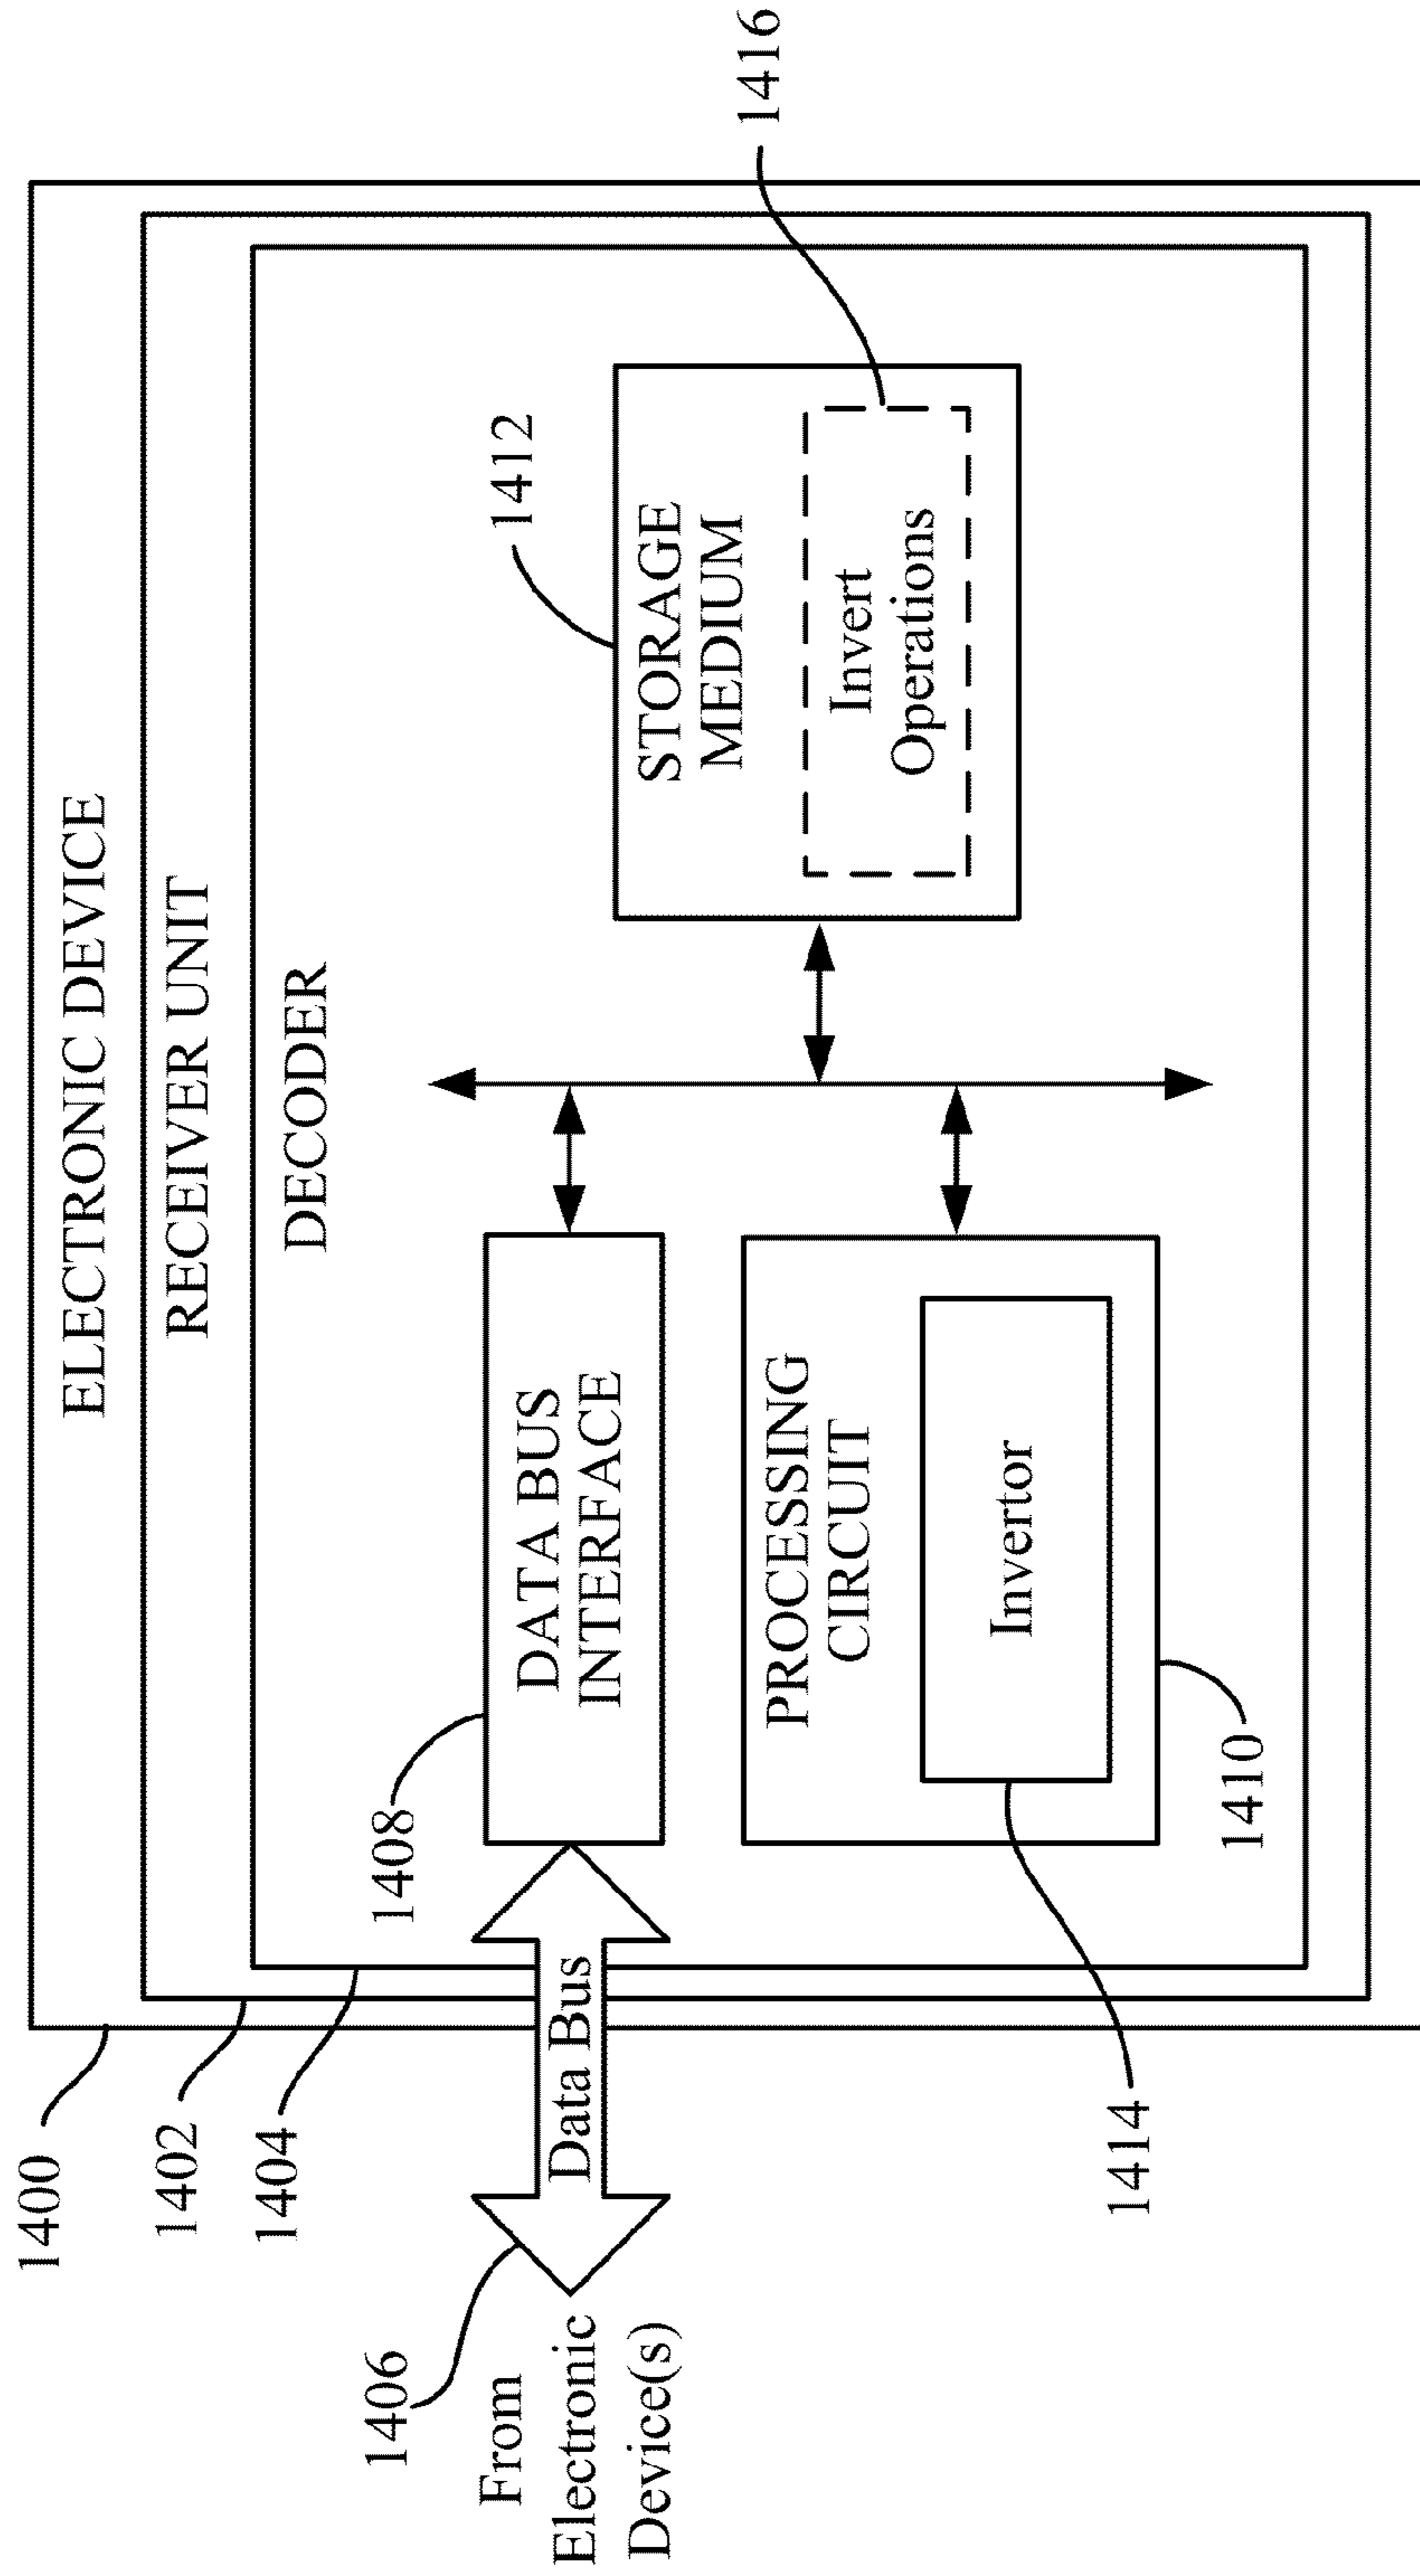 1400
ELECTRONIC DEVICE
1402
RECEIVER UNIT
1404
DECODER
1406
From
Electronic
Device(s)
Data Bus
1408
DATA BUS
INTERFACE
1412
STORAGE
MEDIUM
Invert
Operations
1416
PROCESSING
CIRCUIT
Invertor
1414
1410